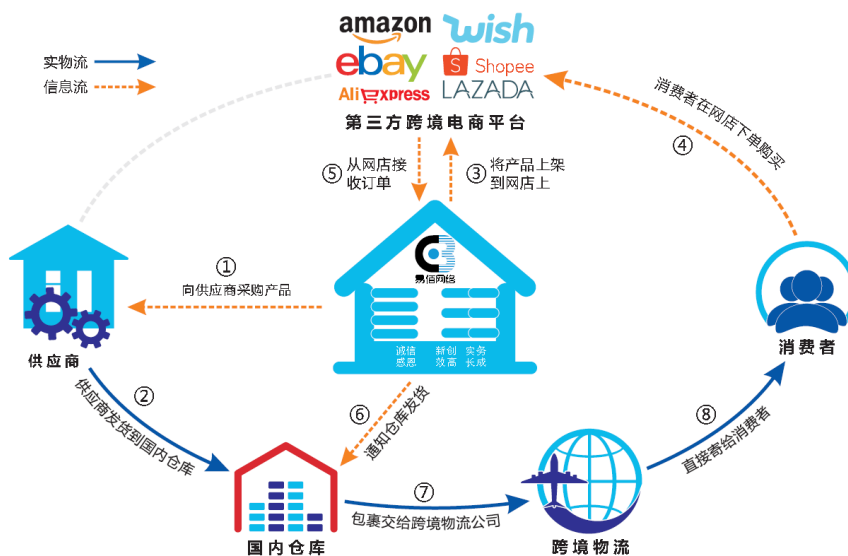 amazon
wish
ebay
S Shopee
AliExpress
LAZADA
第三方跨境电商平台
实物流
信息流
④
消费者在网店下单购买
⑤ 从网店接
收订单
③ 将产品上架
到网店上
易佰网络
①
向供应商采购产品
诚信 新创 实务
感恩 效高 长成
供应商
消费者
②
供应商发货到国内仓库
⑥
通知仓库发货
⑧
直接寄给消费者
⑦
包裹交给跨境物流公司
国内仓库
跨境物流